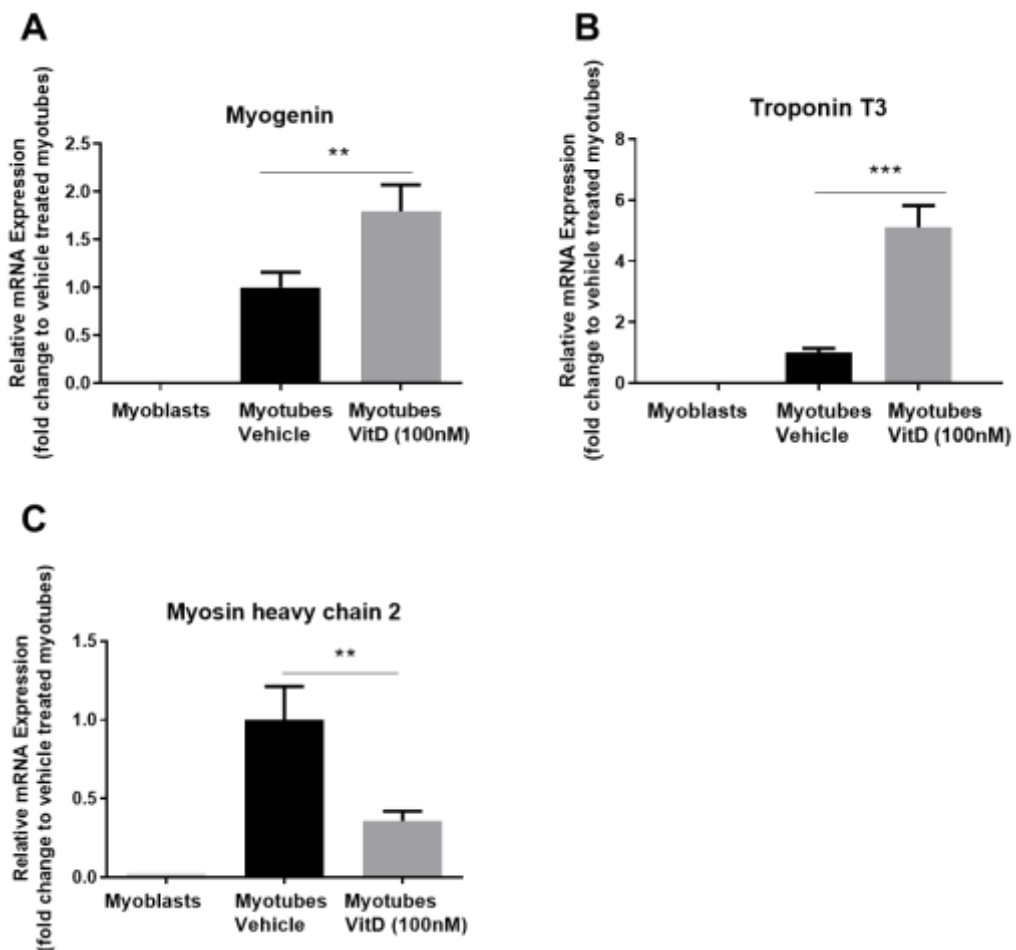 A
Myogenin
Relative mRNA Expression
(fold change to vehicle treated myotubes)
2.5
2.0
1.5
1.0
0.5
0.0
**
Myoblasts
Myotubes
Vehicle
Myotubes
VitD (100nM)
B
Troponin T3
Relative mRNA Expression
(fold change to vehicle treated myotubes)
8
6
4
2
0
***
Myoblasts
Myotubes
Vehicle
Myotubes
VitD (100nM)
C
Myosin heavy chain 2
Relative mRNA Expression
(fold change to vehicle treated myotubes)
1.5
1.0
0.5
0.0
**
Myoblasts
Myotubes
Vehicle
Myotubes
VitD (100nM)